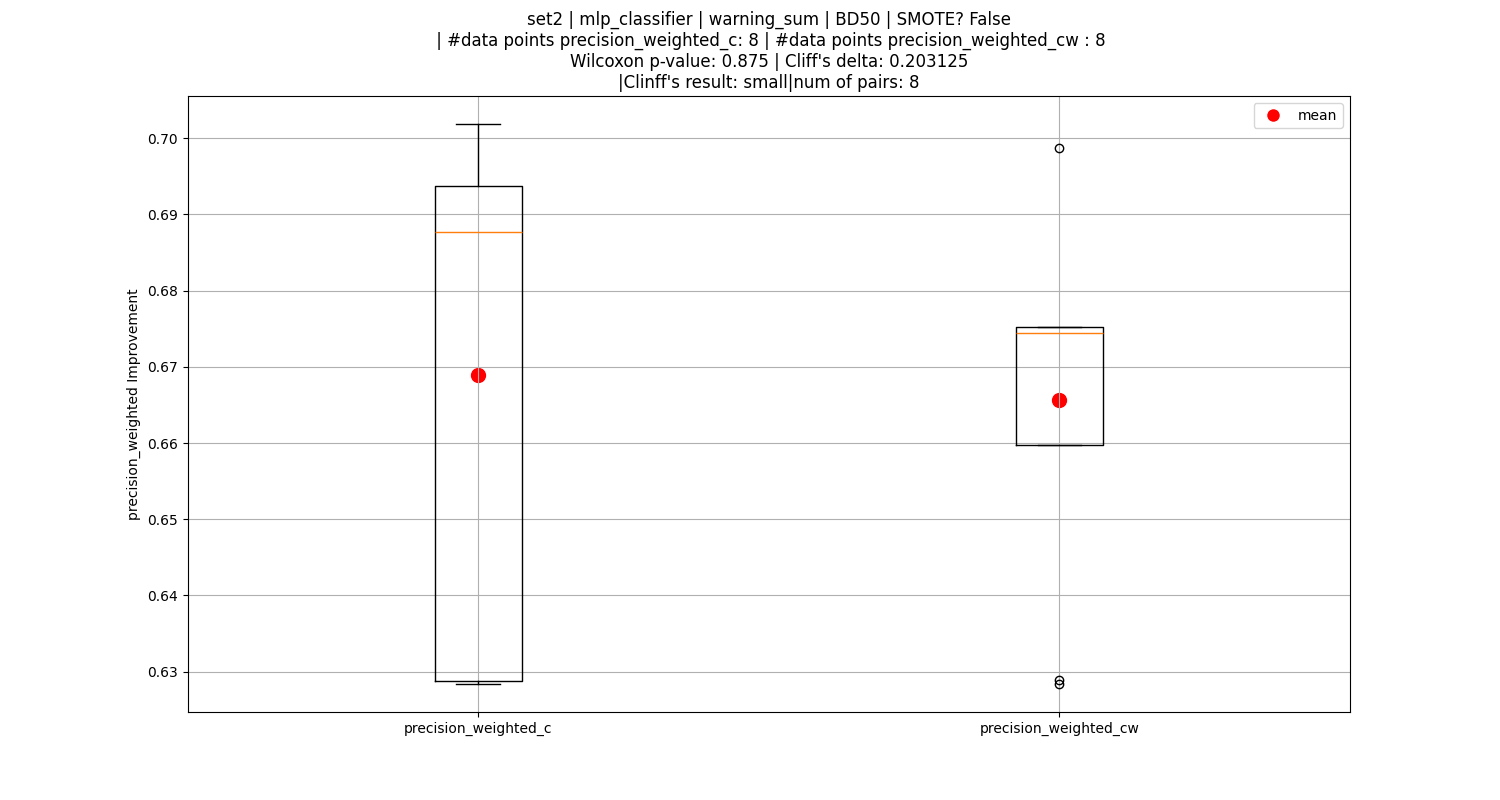 set2 | mlp_classifier | warning_sum | BD50 | SMOTE? False
| #data points precision_weighted_c: 8 | #data points precision_weighted_cw : 8
Wilcoxon p-value: 0.875 | Cliff's delta: 0.203125
|Clinff's result: small|num of pairs: 8
mean
0.70
0.69
0.68
0.67
0.66
0.65
0.64
0.63
precision_weighted Improvement
precision_weighted_c
precision_weighted_cw